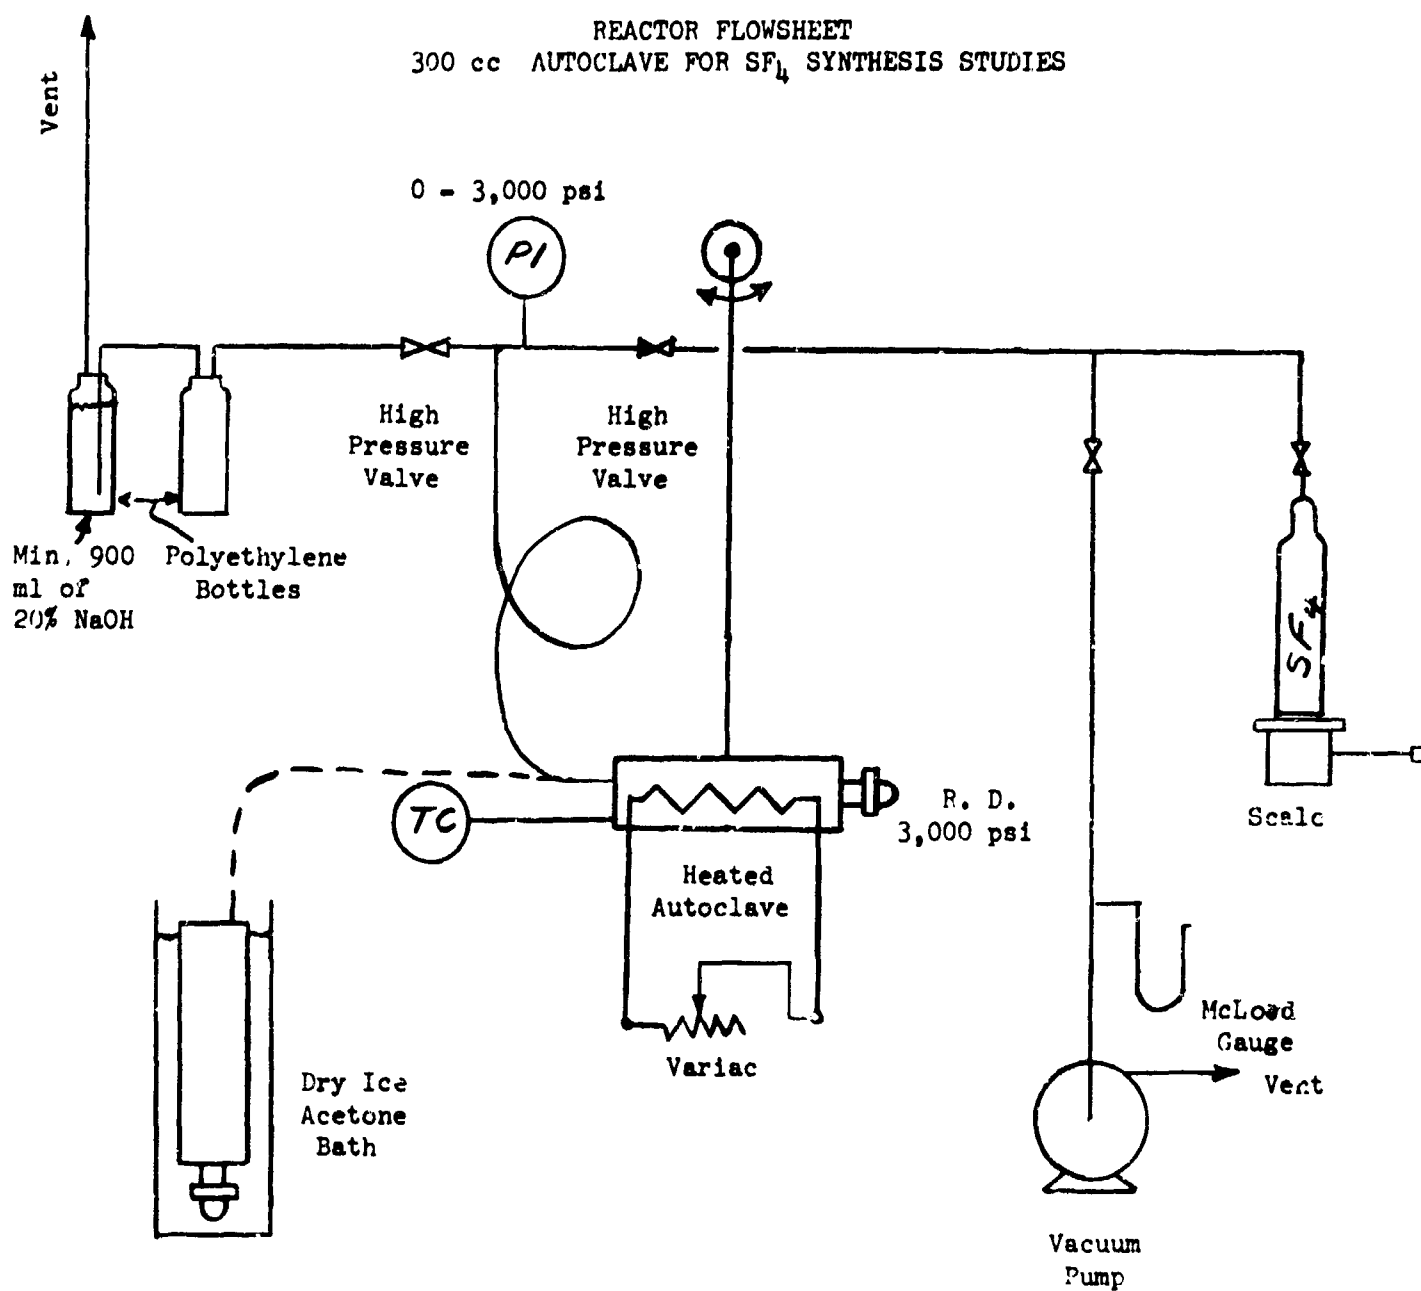 REACTOR FLOWSHEET
300 cc AUTOCLAVE FOR SF4 SYNTHESIS STUDIES
Vent
0 - 3,000 psi
PI
High
Pressure
Valve
High
Pressure
Valve
Min. 900
ml of
20% NaOH
Polyethylene
Bottles
SF4
Scale
TC
R. D.
3,000 psi
Heated
Autoclave
Variac
McLeod
Gauge
Vent
Dry Ice
Acetone
Bath
Vacuum
Pump